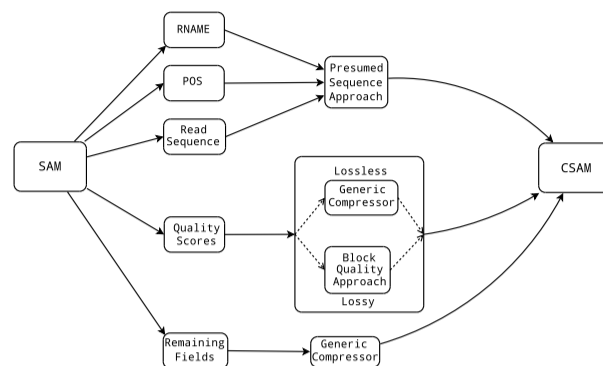 RNAME
POS
Read
Sequence
Presumed
Sequence
Approach
SAM
CSAM
Quality
Scores
Lossless
Generic
Compressor
Block
Quality
Approach
Lossy
Remaining
Fields
Generic
Compressor